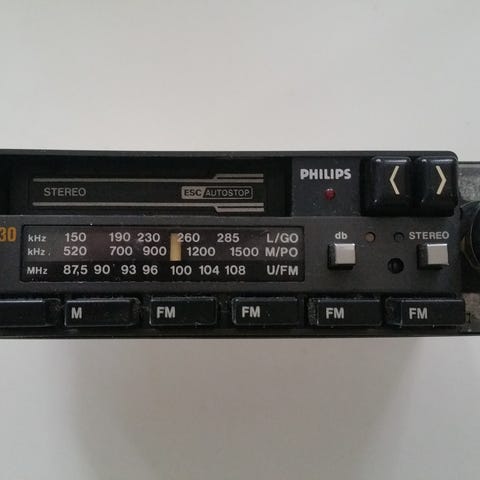 STEREO ESC AUTOSTOP
PHILIPS
< >
30
kHz 150 190 230 260 285 L/GO
kHz 520 700 900 1200 1500 M/PO
MHz 87,5 90 93 96 100 104 108 U/FM
db STEREO
M FM FM FM FM